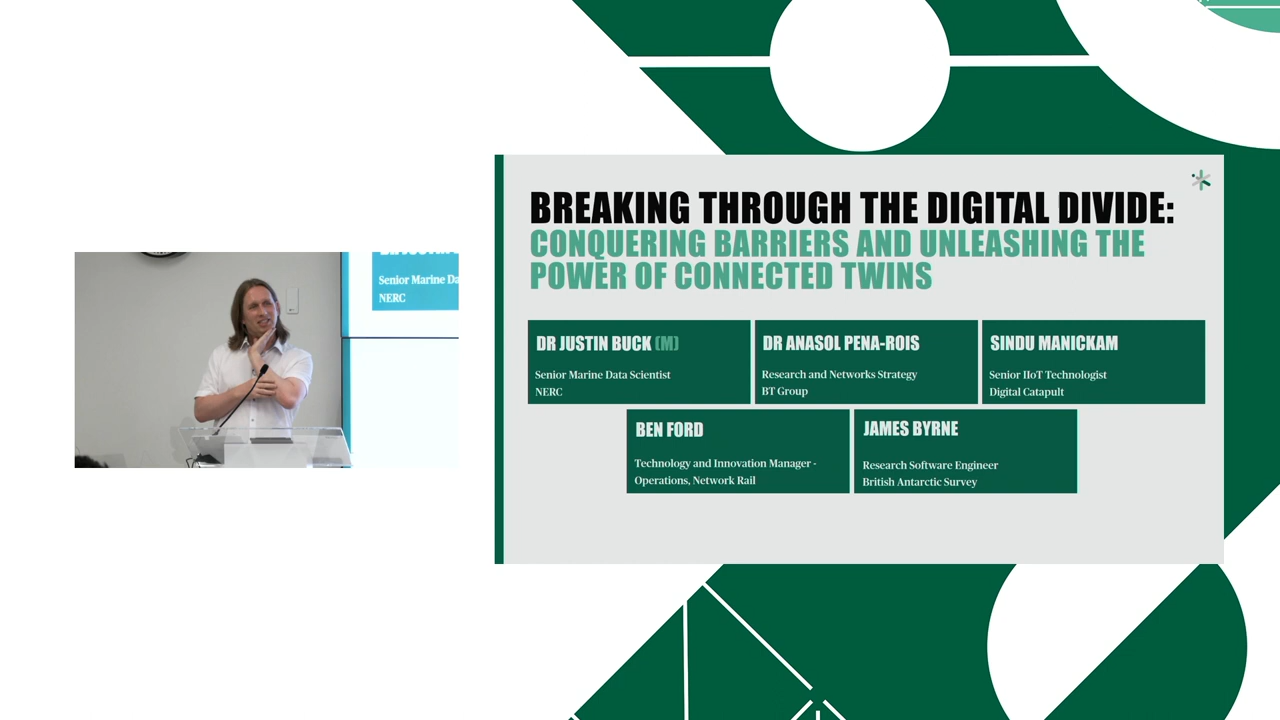 Senior Marine Da
NERC
BREAKING THROUGH THE DIGITAL DIVIDE:
CONQUERING BARRIERS AND UNLEASHING THE
POWER OF CONNECTED TWINS
DR JUSTIN BUCK (M)
Senior Marine Data Scientist
NERC
DR ANASOL PENA-ROIS
Research and Networks Strategy
BT Group
SINDU MANICKAM
Senior IIoT Technologist
Digital Catapult
BEN FORD
Technology and Innovation Manager -
Operations, Network Rail
JAMES BYRNE
Research Software Engineer
British Antarctic Survey